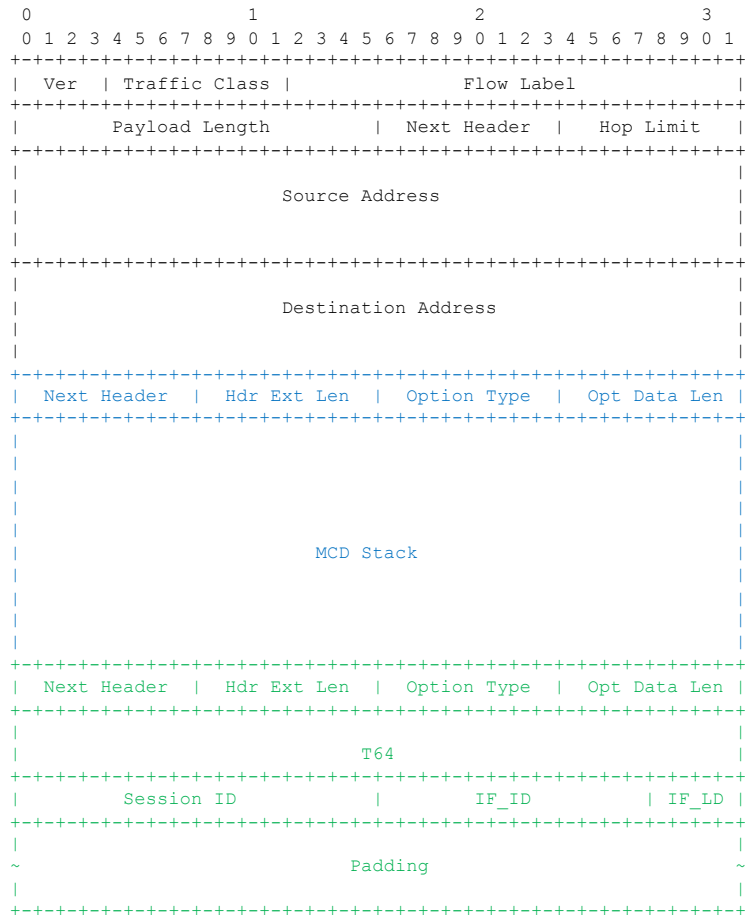 0                   1                   2                   3
 0 1 2 3 4 5 6 7 8 9 0 1 2 3 4 5 6 7 8 9 0 1 2 3 4 5 6 7 8 9 0 1
+-+-+-+-+-+-+-+-+-+-+-+-+-+-+-+-+-+-+-+-+-+-+-+-+-+-+-+-+-+-+-+-+
|  Ver  | Traffic Class |               Flow Label              |
+-+-+-+-+-+-+-+-+-+-+-+-+-+-+-+-+-+-+-+-+-+-+-+-+-+-+-+-+-+-+-+-+
|        Payload Length         |  Next Header  |   Hop Limit   |
+-+-+-+-+-+-+-+-+-+-+-+-+-+-+-+-+-+-+-+-+-+-+-+-+-+-+-+-+-+-+-+-+
|                                                               |
|                       Source Address                          |
|                                                               |
|                                                               |
+-+-+-+-+-+-+-+-+-+-+-+-+-+-+-+-+-+-+-+-+-+-+-+-+-+-+-+-+-+-+-+-+
|                                                               |
|                       Destination Address                     |
|                                                               |
|                                                               |
+-+-+-+-+-+-+-+-+-+-+-+-+-+-+-+-+-+-+-+-+-+-+-+-+-+-+-+-+-+-+-+-+
|  Next Header  |  Hdr Ext Len  |  Option Type  |  Opt Data Len |
+-+-+-+-+-+-+-+-+-+-+-+-+-+-+-+-+-+-+-+-+-+-+-+-+-+-+-+-+-+-+-+-+
|                                                               |
|                                                               |
|                                                               |
|                                                               |
|                                                               |
|                          MCD Stack                            |
|                                                               |
|                                                               |
|                                                               |
|                                                               |
+-+-+-+-+-+-+-+-+-+-+-+-+-+-+-+-+-+-+-+-+-+-+-+-+-+-+-+-+-+-+-+-+
|  Next Header  |  Hdr Ext Len  |  Option Type  |  Opt Data Len |
+-+-+-+-+-+-+-+-+-+-+-+-+-+-+-+-+-+-+-+-+-+-+-+-+-+-+-+-+-+-+-+-+
|                                                               |
|                              T64                              |
+-+-+-+-+-+-+-+-+-+-+-+-+-+-+-+-+-+-+-+-+-+-+-+-+-+-+-+-+-+-+-+-+
|         Session ID            |        IF_ID          | IF_LD |
+-+-+-+-+-+-+-+-+-+-+-+-+-+-+-+-+-+-+-+-+-+-+-+-+-+-+-+-+-+-+-+-+
|                                                               |
~                             Padding                           ~
|                                                               |
+-+-+-+-+-+-+-+-+-+-+-+-+-+-+-+-+-+-+-+-+-+-+-+-+-+-+-+-+-+-+-+-+